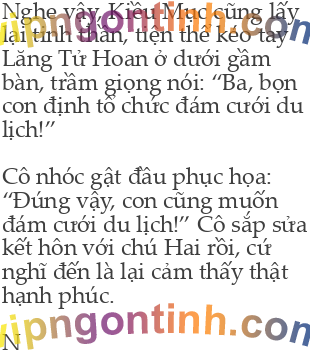 Nghe vậy, Kiều Mạc cũng lấy
lại tinh thần, tiện thể kéo tay
Lăng Tử Hoan ở dưới gầm
bàn, trầm giọng nói: “Ba, bọn
con định tổ chức đám cưới du
lịch!”
Cô nhóc gật đầu phục họa:
“Đúng vậy, con cũng muốn
đám cưới du lịch!” Cô sắp sửa
kết hôn với chú Hai rồi, cứ
nghĩ đến là lại cảm thấy thật
hạnh phúc.
vipngontinh.com
vipngontinh.com
N